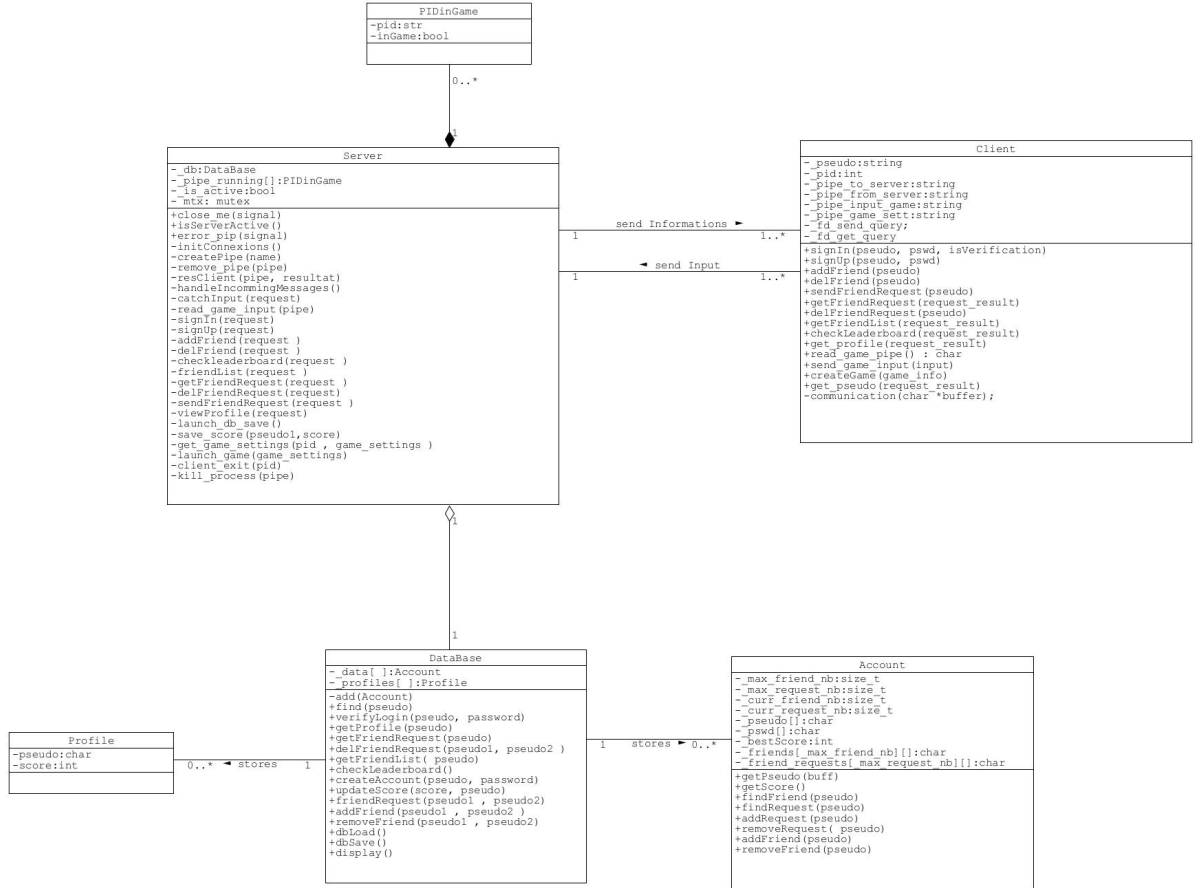 PIDinGame
-pid:str
-inGame:bool
0..*
1
Server
-_db:DataBase
-_pipe_running[]:PIDinGame
-_is_active:bool
-_mtx: mutex
+close_me(signal)
+isServerActive()
+error_pip(signal)
-initConnexions()
-createPipe(name)
-remove_pipe(pipe)
-resClient(pipe, resultat)
-handleIncommingMessages()
-catchInput(request)
-read_game_input(pipe)
-signIn(request)
-signUp(request)
-addFriend(request )
-delFriend(request )
-checkleaderboard(request )
-friendList(request )
-getFriendRequest(request )
-delFriendRequest(request)
-sendFriendRequest(request )
-viewProfile(request)
-launch_db_save()
-save_score(pseudo1,score)
-get_game_settings(pid , game_settings )
-launch_game(game_settings)
-client_exit(pid)
-kill_process(pipe)
send Informations ►
1
1..*
◄ send Input
1
1..*
Client
-_pseudo:string
-_pid:int
-_pipe_to_server:string
-_pipe_from_server:string
-_pipe_input_game:string
-_pipe_game_sett:string
-_fd_send_query;
-_fd_get_query
+signIn(pseudo, pswd, isVerification)
+signUp(pseudo, pswd)
+addFriend(pseudo)
+delFriend(pseudo)
+sendFriendRequest(pseudo)
+getFriendRequest(request_result)
+delFriendRequest(pseudo)
+getFriendList(request_result)
+checkLeaderboard(request_result)
+get_profile(request_result)
+read_game_pipe() : char
+send_game_input(input)
+createGame(game_info)
+get_pseudo(request_result)
-communication(char *buffer);
1
1
DataBase
-_data[ ]:Account
-_profiles[ ]:Profile
-add(Account)
+find(pseudo)
+verifyLogin(pseudo, password)
+getProfile(pseudo)
+getFriendRequest(pseudo)
+delFriendRequest(pseudo1, pseudo2 )
+getFriendList( pseudo)
+checkLeaderboard()
+createAccount(pseudo, password)
+updateScore(score, pseudo)
+friendRequest(pseudo1 , pseudo2)
+addFriend(pseudo1 , pseudo2 )
+removeFriend(pseudo1 , pseudo2)
+dbLoad()
+dbSave()
+display()
Profile
-pseudo:char
-score:int
0..* ◄ stores 1
1 stores ► 0..*
Account
-_max_friend_nb:size_t
-_max_request_nb:size_t
-_curr_friend_nb:size_t
-_curr_request_nb:size_t
-_pseudo[]:char
-_pswd[]:char
-_bestScore:int
-_friends[_max_friend_nb][]:char
-_friend_requests[_max_request_nb][]:char
+getPseudo(buff)
+getScore()
+findFriend(pseudo)
+findRequest(pseudo)
+addRequest(pseudo)
+removeRequest( pseudo)
+addFriend(pseudo)
+removeFriend(pseudo)